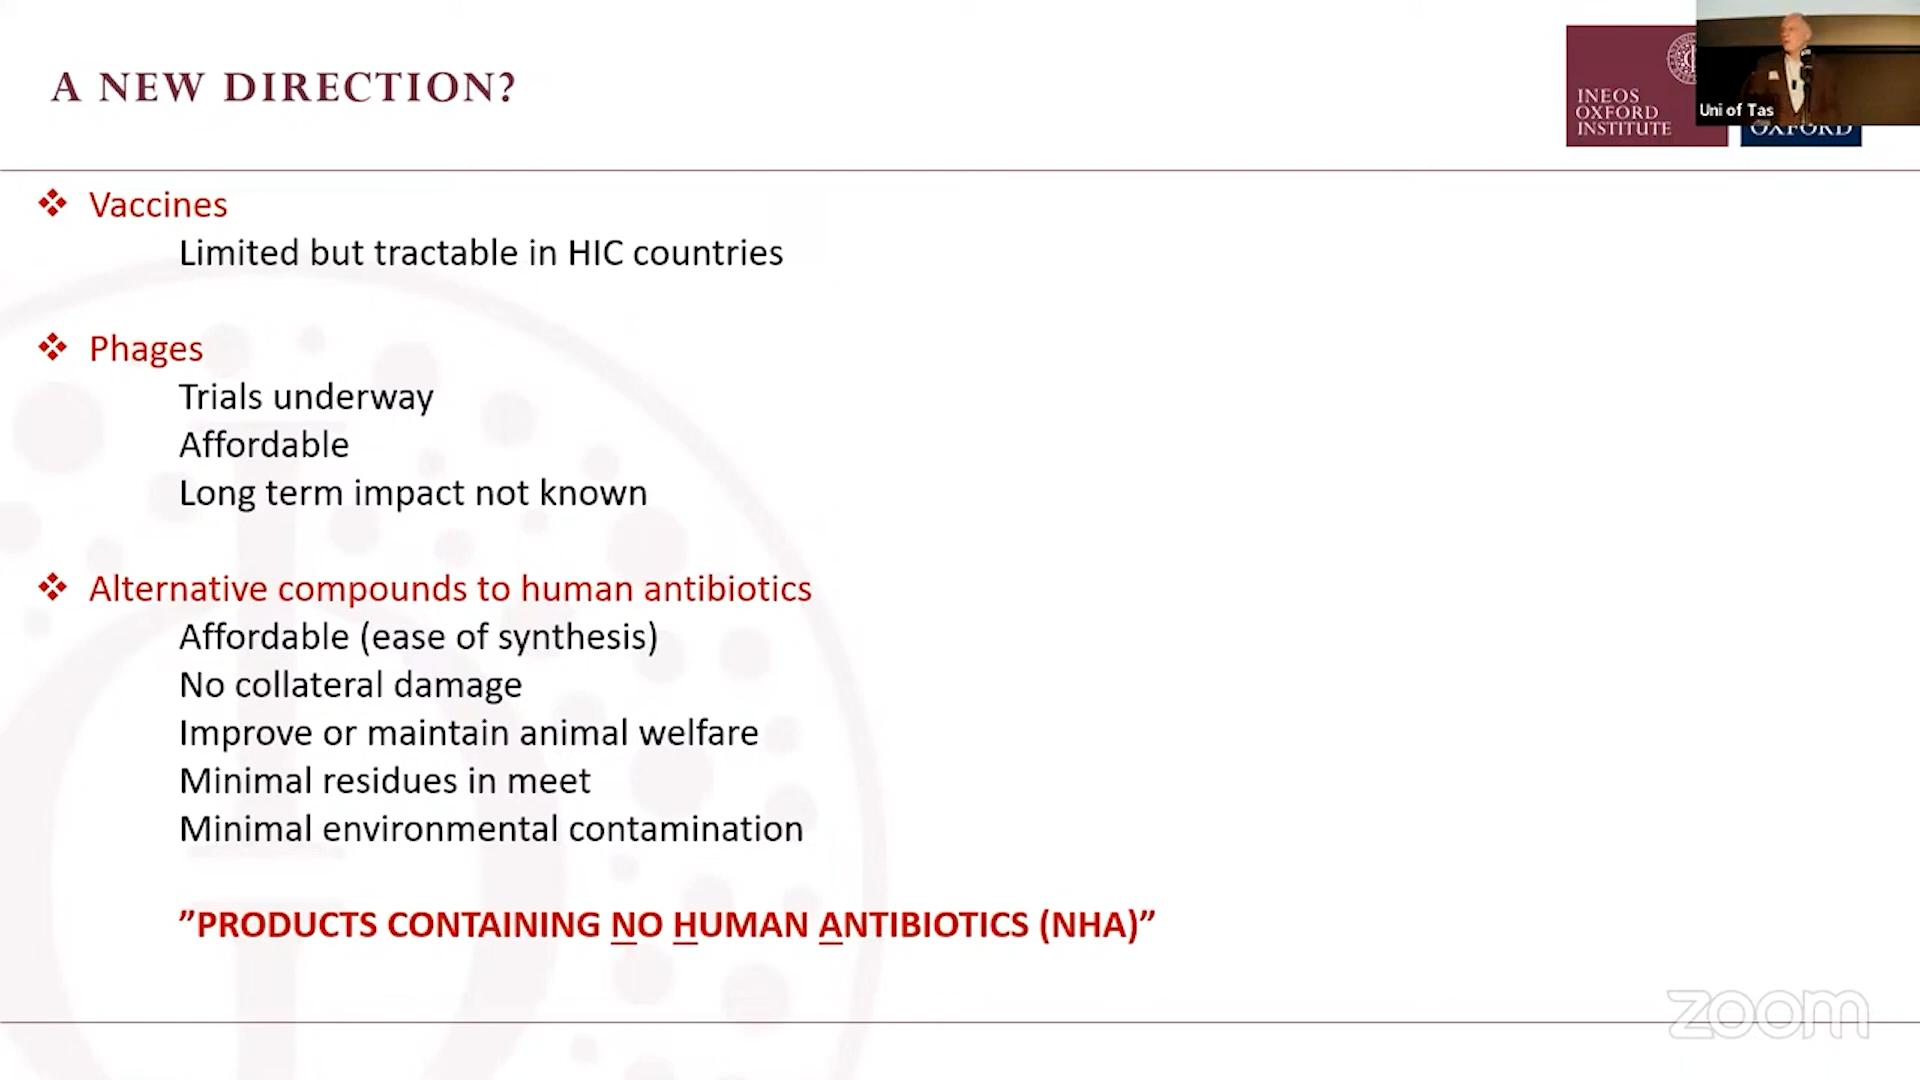 A NEW DIRECTION?
INEOS
OXFORD
INSTITUTE
OXFORD
Uni of Tas
❖ Vaccines
Limited but tractable in HIC countries
❖ Phages
Trials underway
Affordable
Long term impact not known
❖ Alternative compounds to human antibiotics
Affordable (ease of synthesis)
No collateral damage
Improve or maintain animal welfare
Minimal residues in meet
Minimal environmental contamination
”PRODUCTS CONTAINING NO HUMAN ANTIBIOTICS (NHA)”
zoom